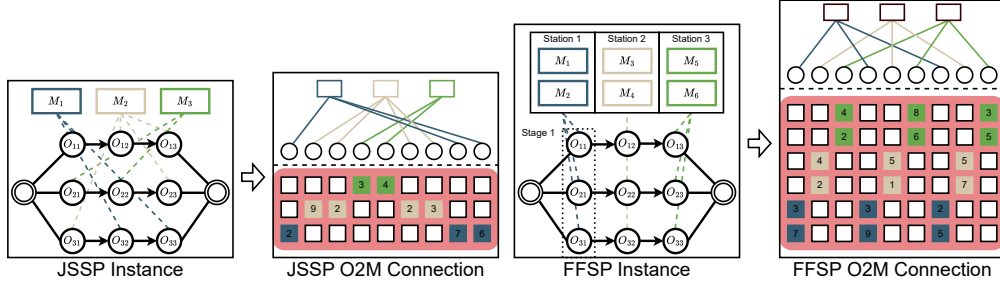 M1 M2 M3
O11 O12 O13
O21 O22 O23
O31 O32 O33
JSSP Instance
3 4
9 2 2 3
2 7 6
JSSP O2M Connection
Station 1 Station 2 Station 3
M1 M3 M5
M2 M4 M6
Stage 1
O11 O12 O13
O21 O22 O23
O31 O32 O33
FFSP Instance
4 8 3
2 6 5
4 5 5
2 1 7
3 3 2
7 9 5
FFSP O2M Connection